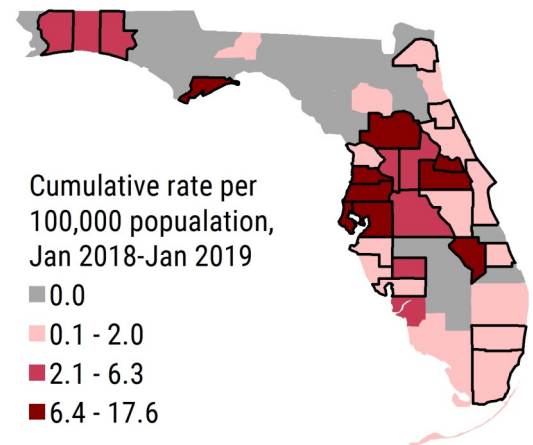 Cumulative rate per
100,000 popualation,
Jan 2018-Jan 2019
0.0
0.1 - 2.0
2.1 - 6.3
6.4 - 17.6